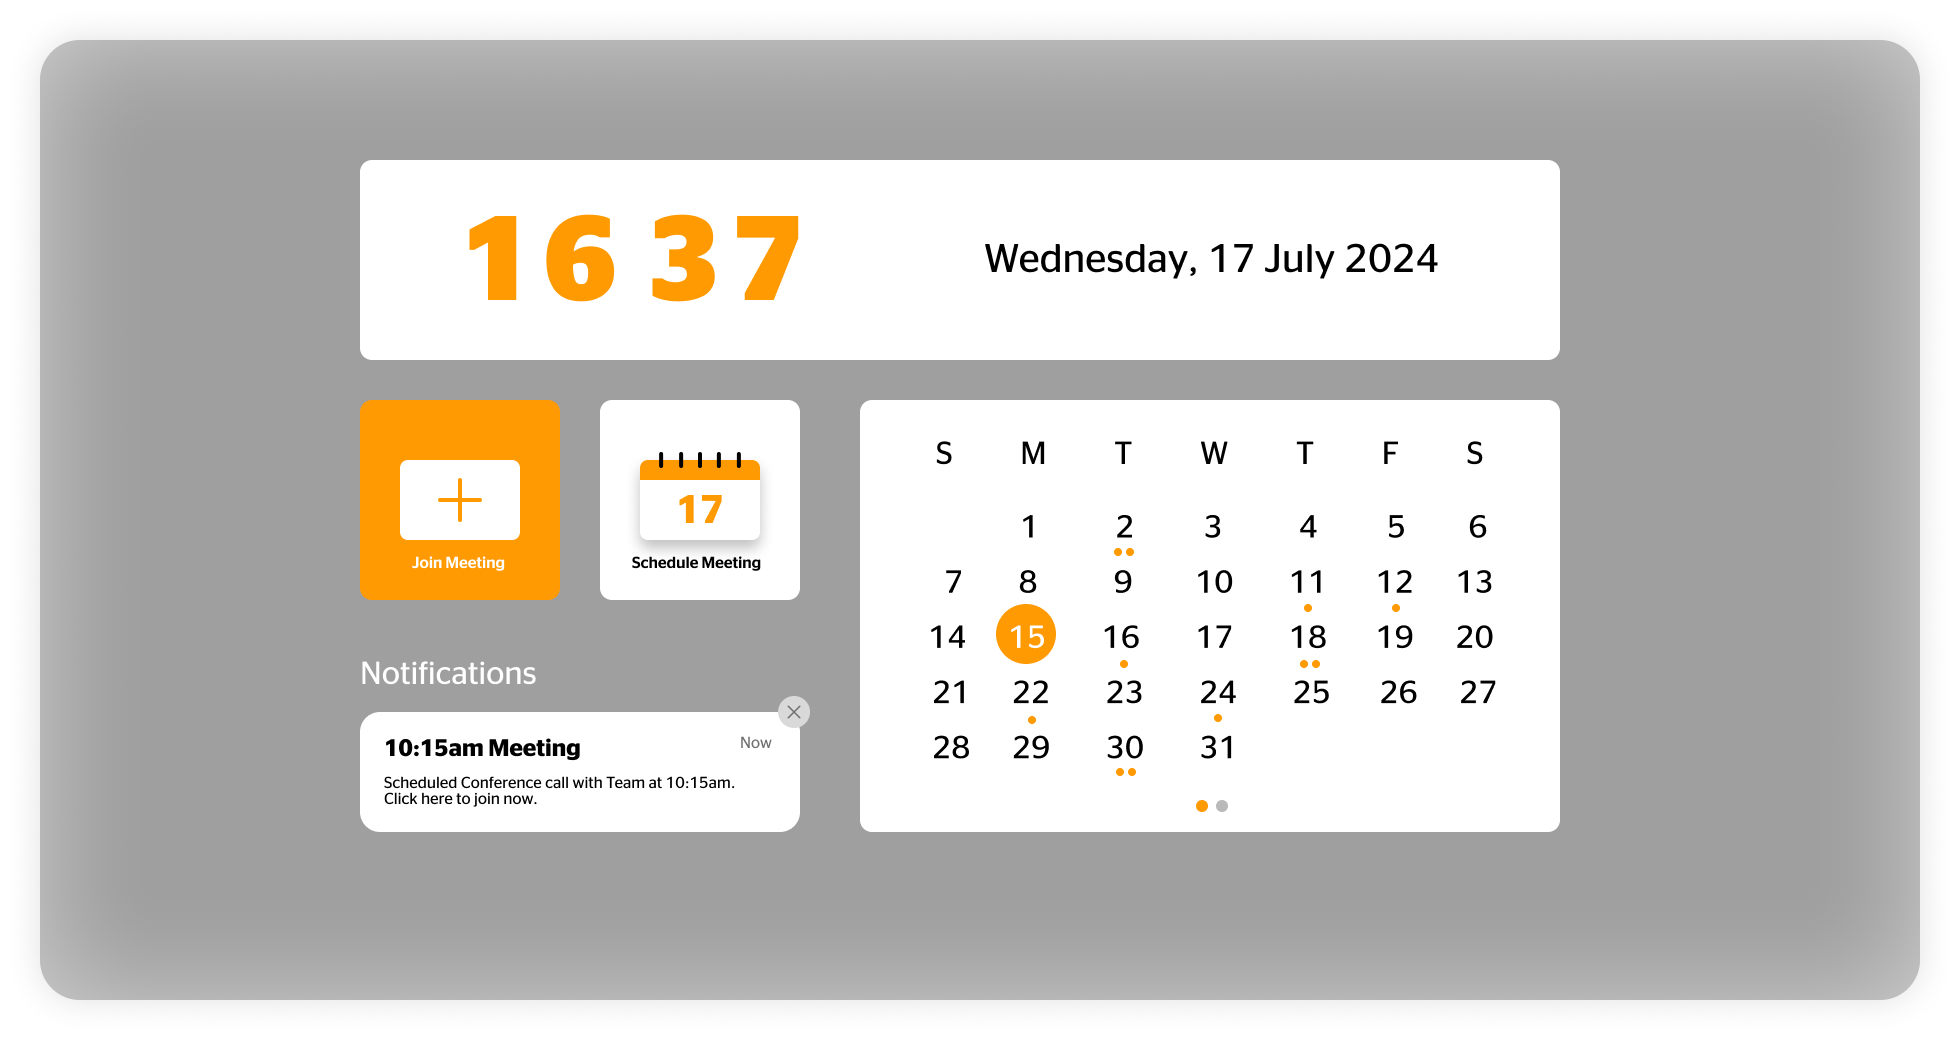 16 37
Wednesday, 17 July 2024
Join Meeting
17
Schedule Meeting
Notifications
10:15am Meeting
Now
Scheduled Conference call with Team at 10:15am.
Click here to join now.
S M T W T F S
1 2 3 4 5 6
7 8 9 10 11 12 13
14 15 16 17 18 19 20
21 22 23 24 25 26 27
28 29 30 31